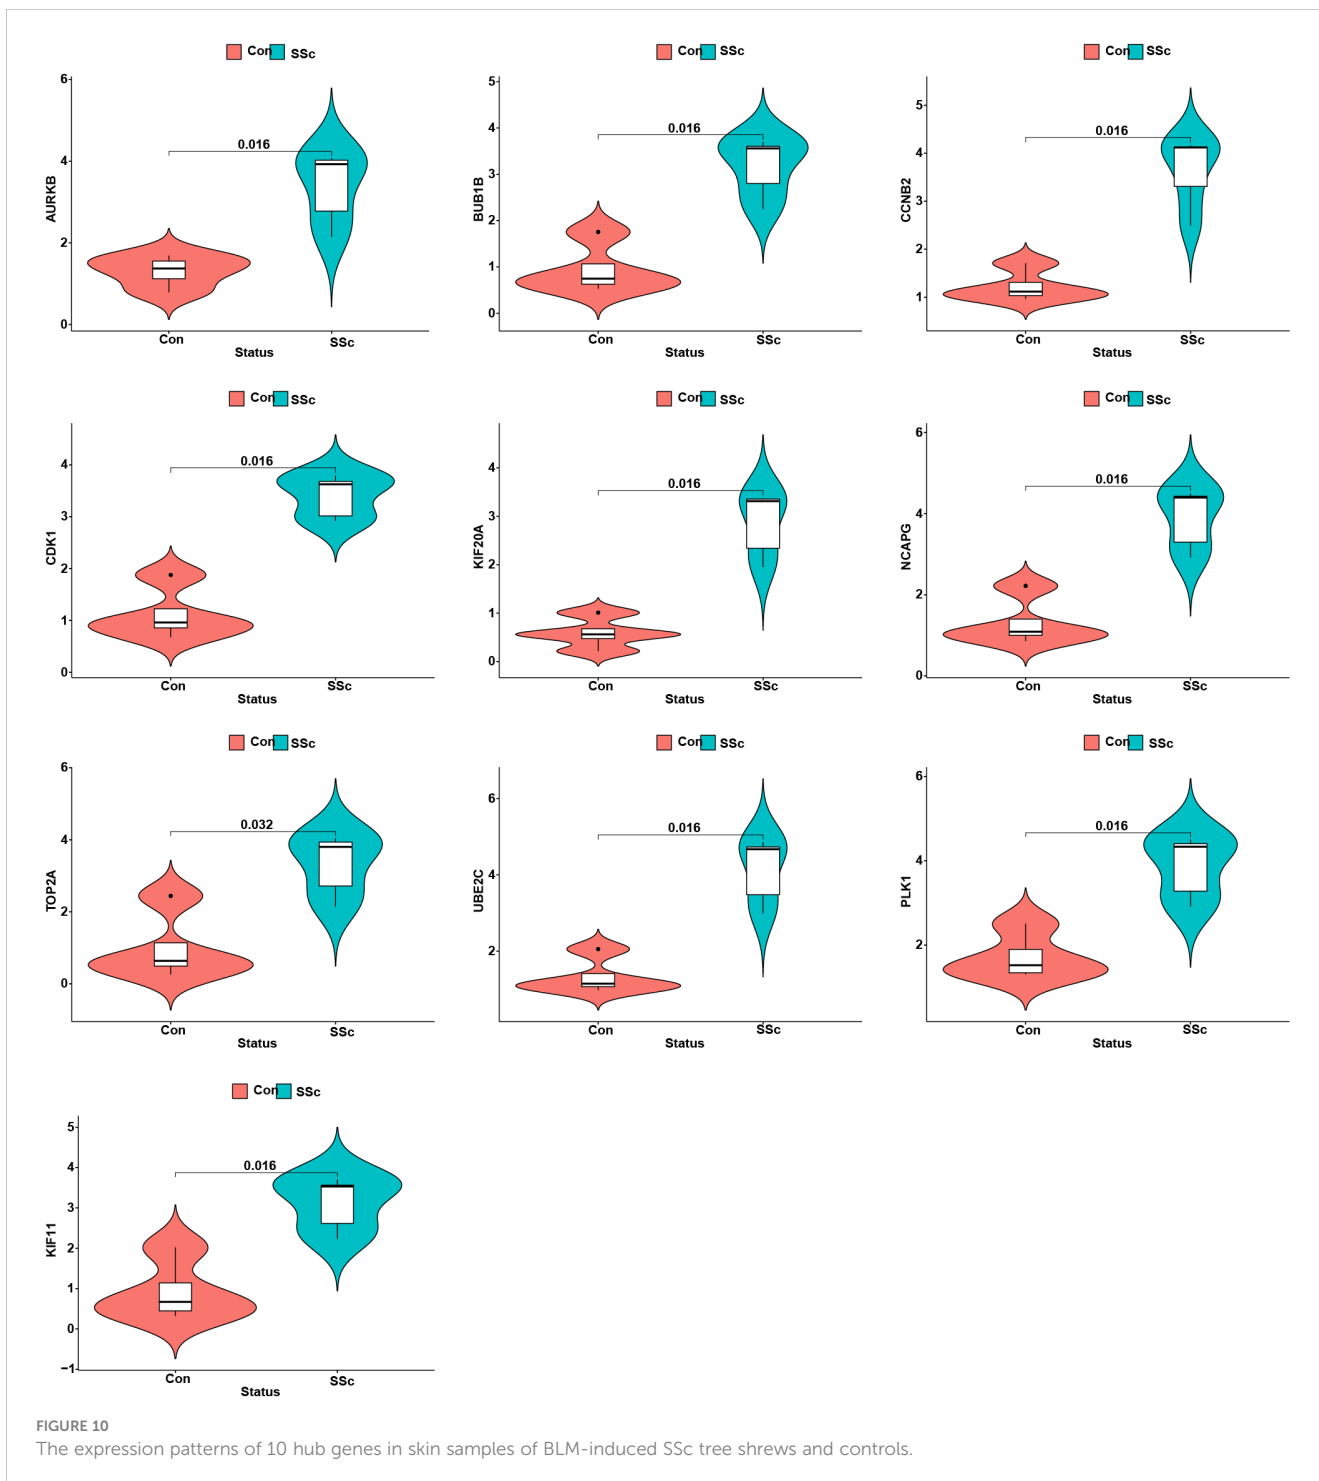 Con SSc
Con SSc
Con SSc
AURKB
6
4
2
0
0.016
Con SSc
Status
BUB1B
5
4
3
2
1
0
0.016
Con SSc
Status
CCNB2
5
4
3
2
1
0.016
Con SSc
Status
Con SSc
Con SSc
Con SSc
CDK1
4
3
2
1
0
0.016
Con SSc
Status
KIF20A
4
3
2
1
0
0.016
Con SSc
Status
NCAPG
6
4
2
0
0.016
Con SSc
Status
Con SSc
Con SSc
Con SSc
TOP2A
6
4
2
0
0.032
Con SSc
Status
UBE2C
6
4
2
0.016
Con SSc
Status
PLK1
6
4
2
0.016
Con SSc
Status
Con SSc
KIF11
5
4
3
2
1
0
−1
0.016
Con SSc
Status
FIGURE 10
The expression patterns of 10 hub genes in skin samples of BLM-induced SSc tree shrews and controls.